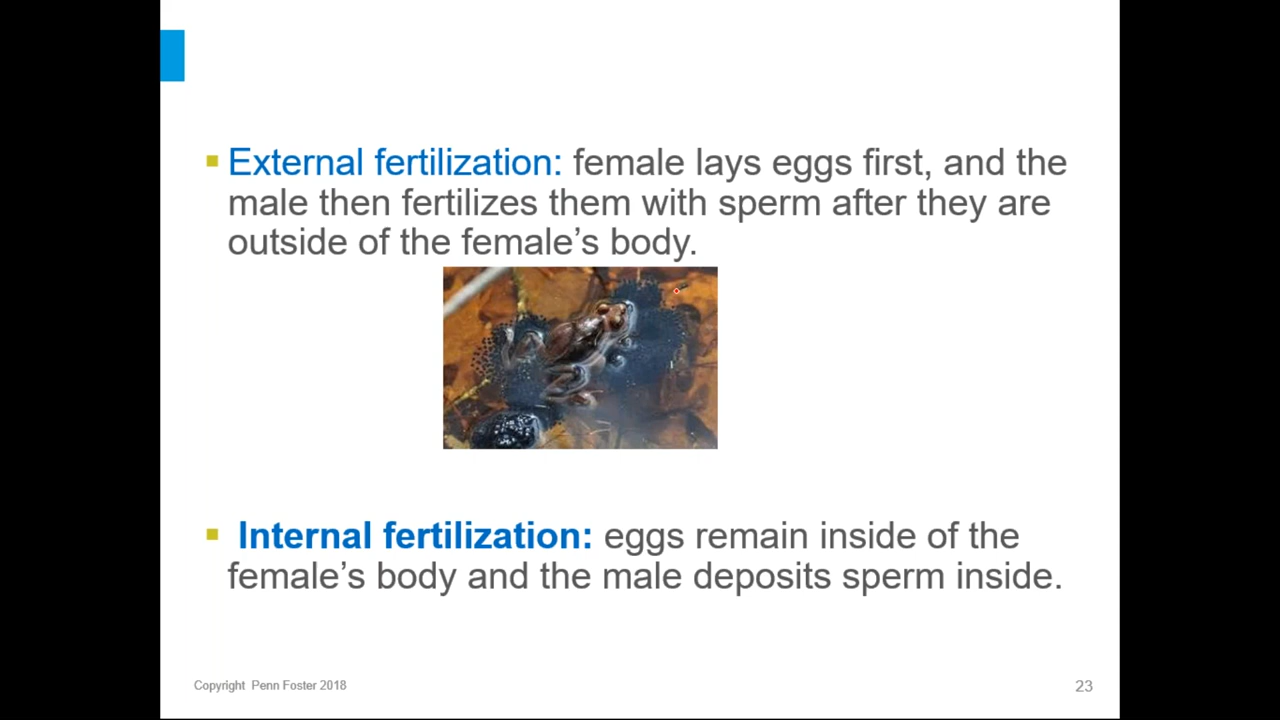 External fertilization: female lays eggs first, and the
male then fertilizes them with sperm after they are
outside of the female’s body.
Internal fertilization: eggs remain inside of the
female’s body and the male deposits sperm inside.
Copyright Penn Foster 2018
23